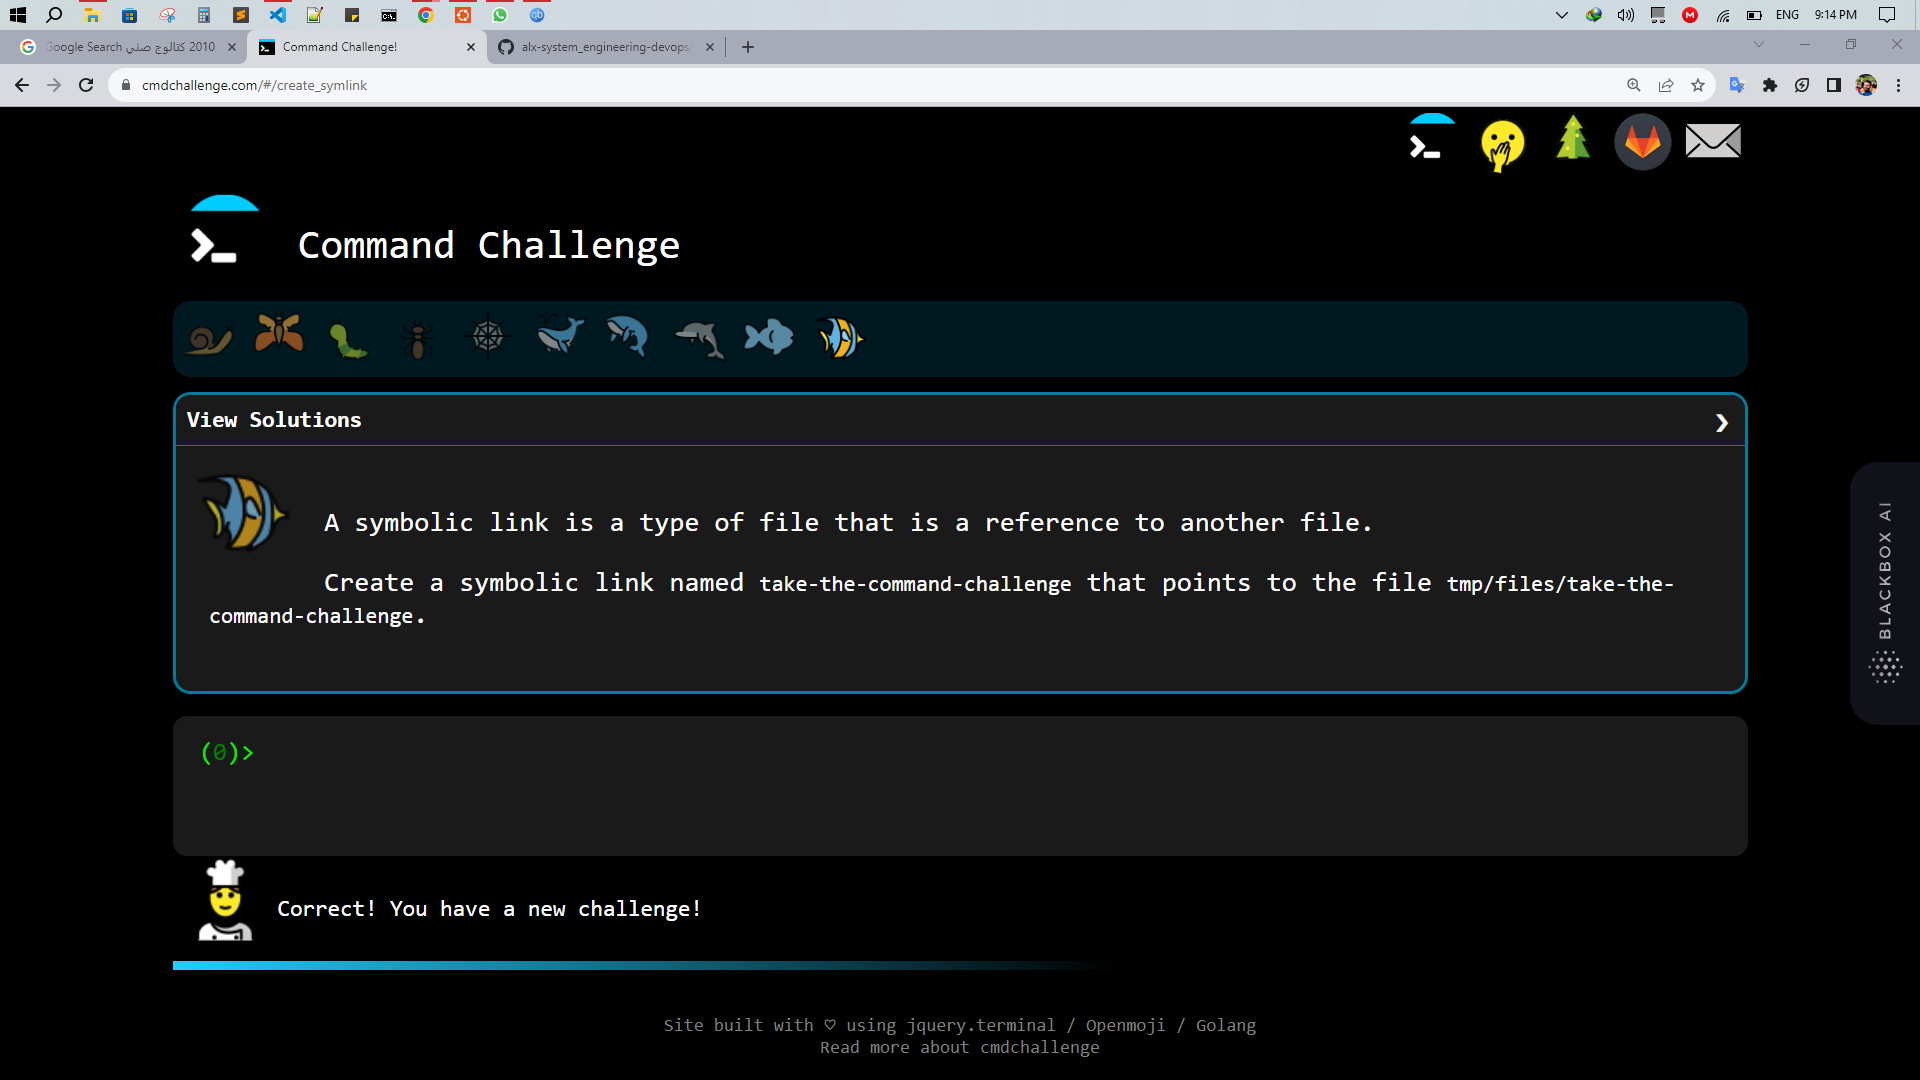 ENG 9:14 PM
2010 كتالوج صني - Google Search
Command Challenge!
alx-system_engineering-devops/
cmdchallenge.com/#/create_symlink
Command Challenge
View Solutions
A symbolic link is a type of file that is a reference to another file.
Create a symbolic link named take-the-command-challenge that points to the file tmp/files/take-the-
command-challenge.
BLACKBOX AI
(0)>
Correct! You have a new challenge!
Site built with ♡ using jquery.terminal / Openmoji / Golang
Read more about cmdchallenge